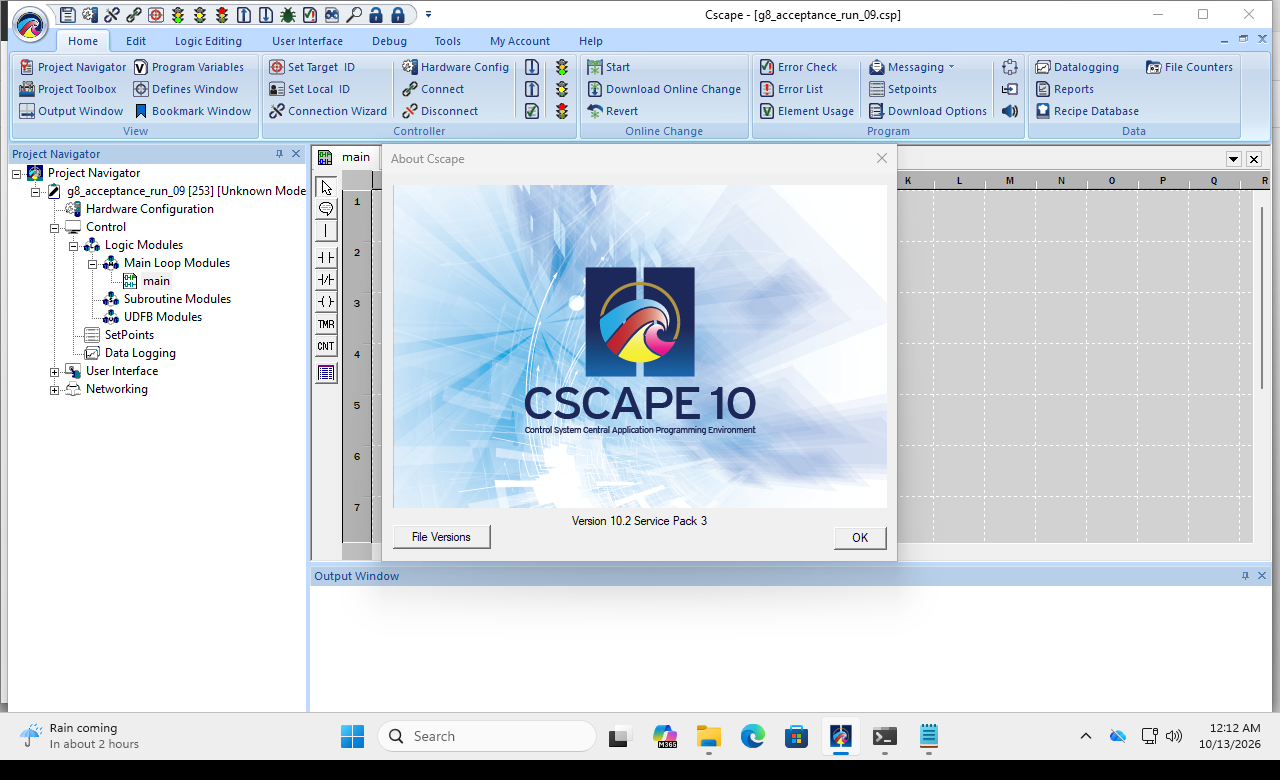 Cscape - [g8_acceptance_run_09.csp]
Home Edit Logic Editing User Interface Debug Tools My Account Help
Project Navigator Program Variables
Project Toolbox Defines Window
Output Window Bookmark Window
View
Set Target ID Hardware Config
Set Local ID Connect
Connection Wizard Disconnect
Controller
Start
Download Online Change
Revert
Online Change
Error Check Messaging
Error List Setpoints
Element Usage Download Options
Program
Datalogging File Counters
Reports
Recipe Database
Data
Project Navigator
Project Navigator
g8_acceptance_run_09 [253] [Unknown Mode
Hardware Configuration
Control
Logic Modules
Main Loop Modules
main
Subroutine Modules
UDFB Modules
SetPoints
Data Logging
User Interface
Networking
main
TMR
CNT
K L M N O P Q R
1
2
3
4
5
6
7
About Cscape
CSCAPE 10
Control System Central Application Programming Environment
Version 10.2 Service Pack 3
File Versions
OK
Output Window
Rain coming
In about 2 hours
Search
M365
12:12 AM
10/13/2026